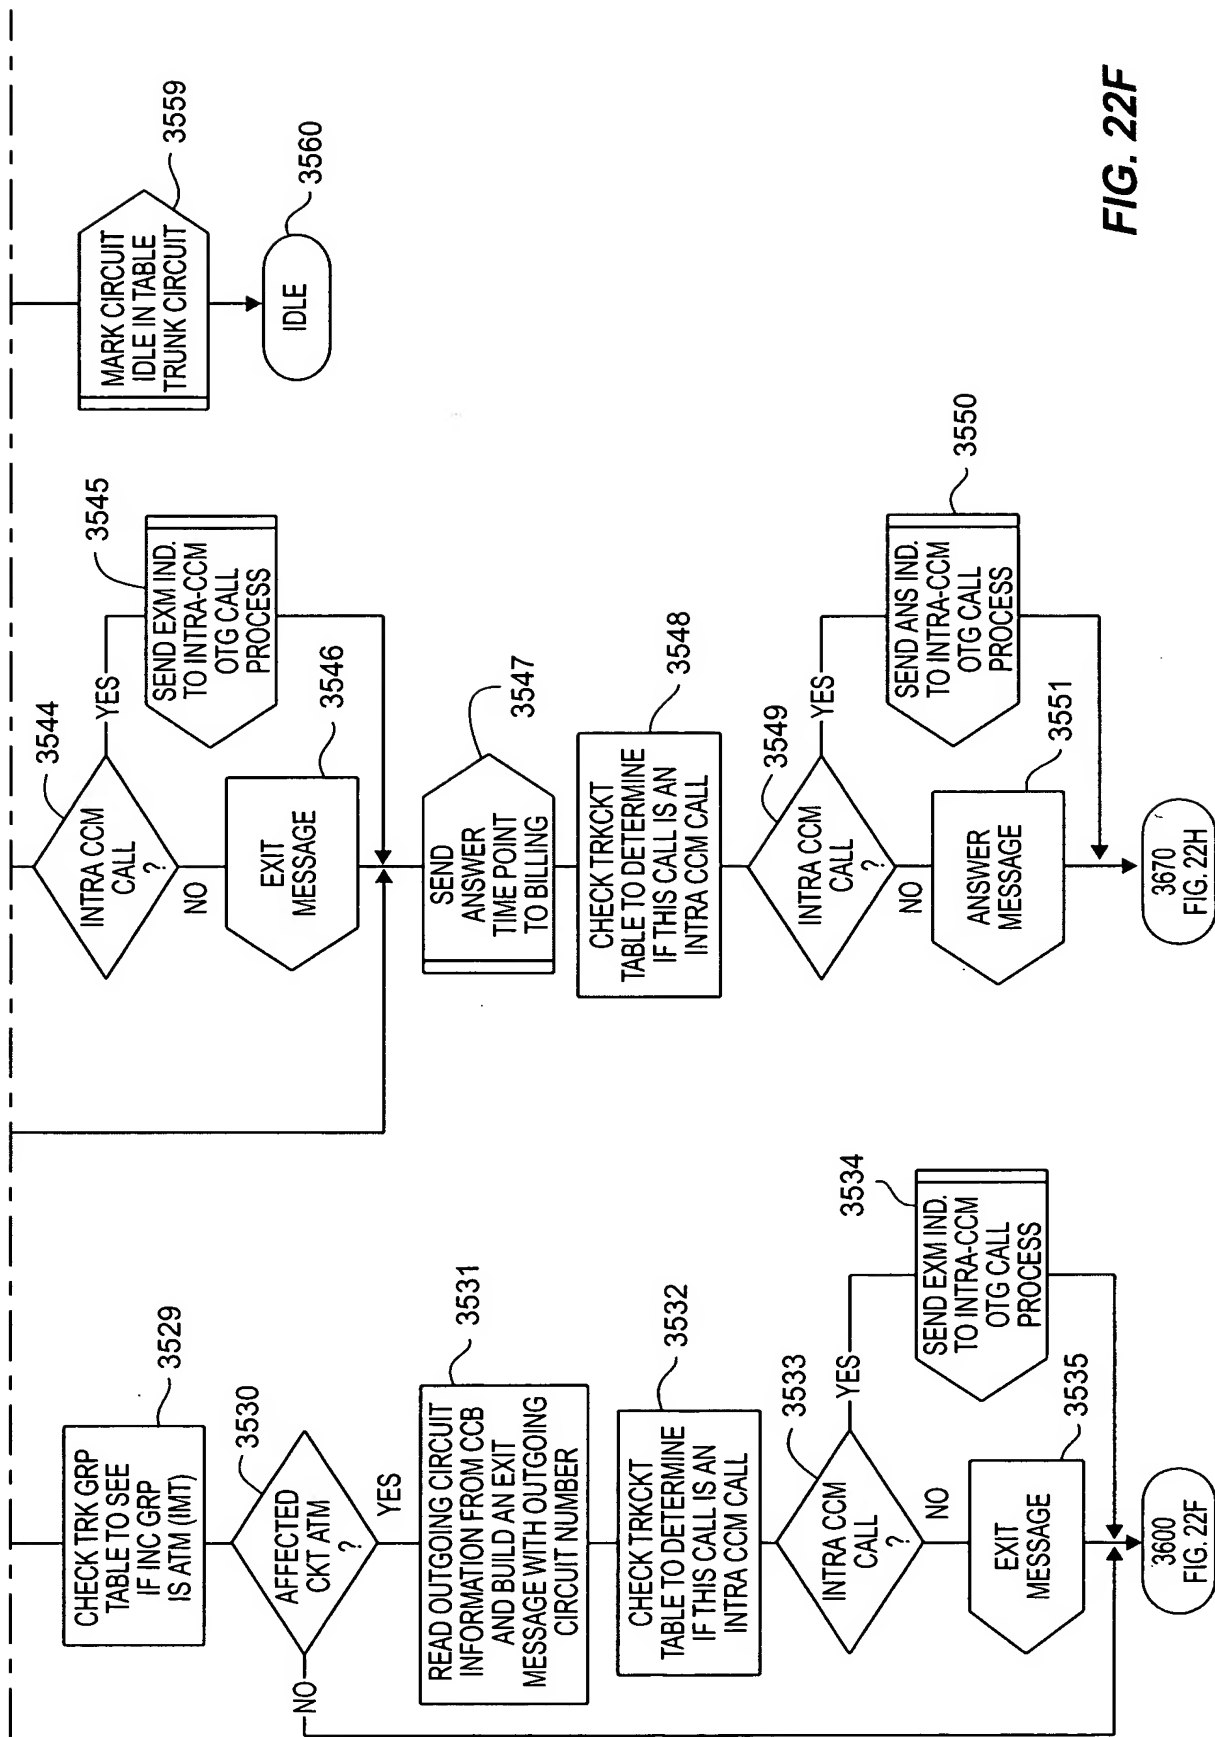 CHECK TRK GRP
TABLE TO SEE
IF INC GRP
IS ATM (IMT)
3529
AFFECTED
CKT ATM
?
3530
NO
YES
READ OUTGOING CIRCUIT
INFORMATION FROM CCB
AND BUILD AN EXIT
MESSAGE WITH OUTGOING
CIRCUIT NUMBER
3531
CHECK TRKCKT
TABLE TO DETERMINE
IF THIS CALL IS AN
INTRA CCM CALL
3532
INTRA CCM
CALL
?
3533
YES
NO
SEND EXM IND.
TO INTRA-CCM
OTG CALL
PROCESS
3534
EXIT
MESSAGE
3535
3600
FIG. 22F
INTRA CCM
CALL
?
3544
YES
NO
SEND EXM IND.
TO INTRA-CCM
OTG CALL
PROCESS
3545
EXIT
MESSAGE
3546
SEND
ANSWER
TIME POINT
TO BILLING
3547
CHECK TRKCKT
TABLE TO DETERMINE
IF THIS CALL IS AN
INTRA CCM CALL
3548
INTRA CCM
CALL
?
3549
YES
NO
SEND ANS IND.
TO INTRA-CCM
OTG CALL
PROCESS
3550
ANSWER
MESSAGE
3551
3670
FIG. 22H
MARK CIRCUIT
IDLE IN TABLE
TRUNK CIRCUIT
3559
IDLE
3560
FIG. 22F